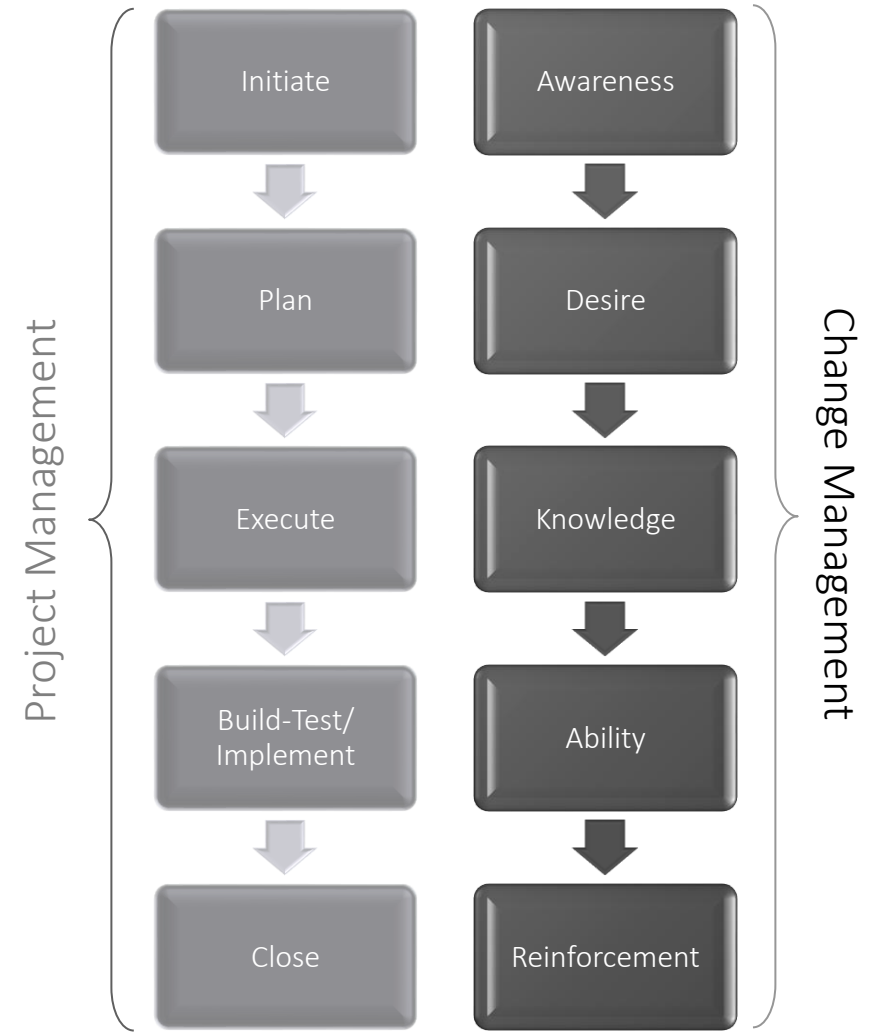 Project Management
Initiate
Plan
Execute
Build-Test/
Implement
Close
Awareness
Desire
Knowledge
Ability
Reinforcement
Change Management